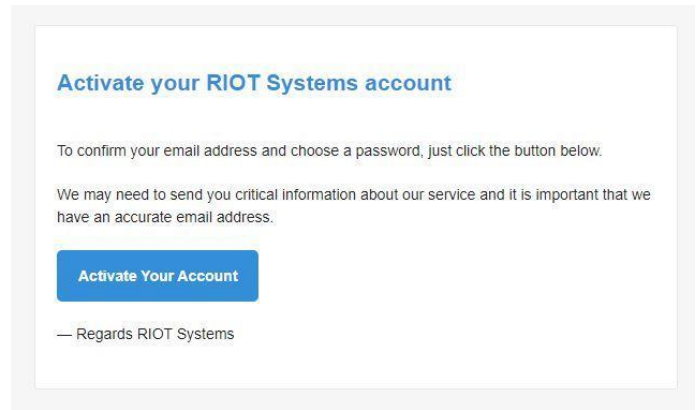 Activate your RIOT Systems account
To confirm your email address and choose a password, just click the button below.
We may need to send you critical information about our service and it is important that we
have an accurate email address.
Activate Your Account
— Regards RIOT Systems